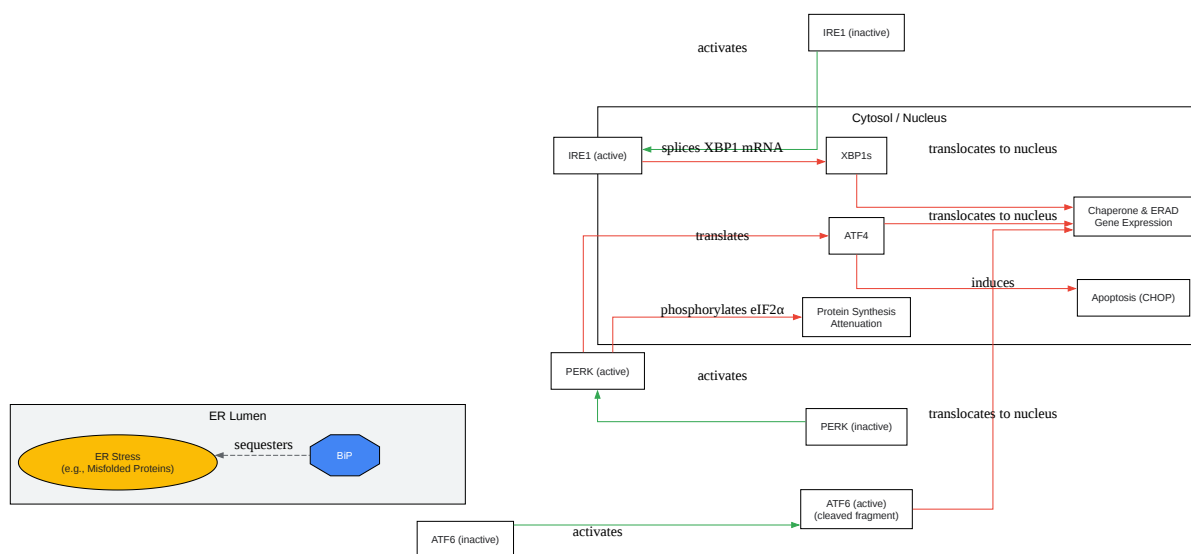 IRE1 (inactive)
activates
Cytosol / Nucleus
IRE1 (active)
splices XBP1 mRNA
XBP1s
translocates to nucleus
Chaperone & ERAD
Gene Expression
translocates to nucleus
translates
ATF4
induces
Apoptosis (CHOP)
phosphorylates eIF2α
Protein Synthesis
Attenuation
PERK (active)
activates
PERK (inactive)
translocates to nucleus
ER Lumen
ER Stress
(e.g., Misfolded Proteins)
sequesters
BiP
ATF6 (active)
(cleaved fragment)
ATF6 (inactive)
activates